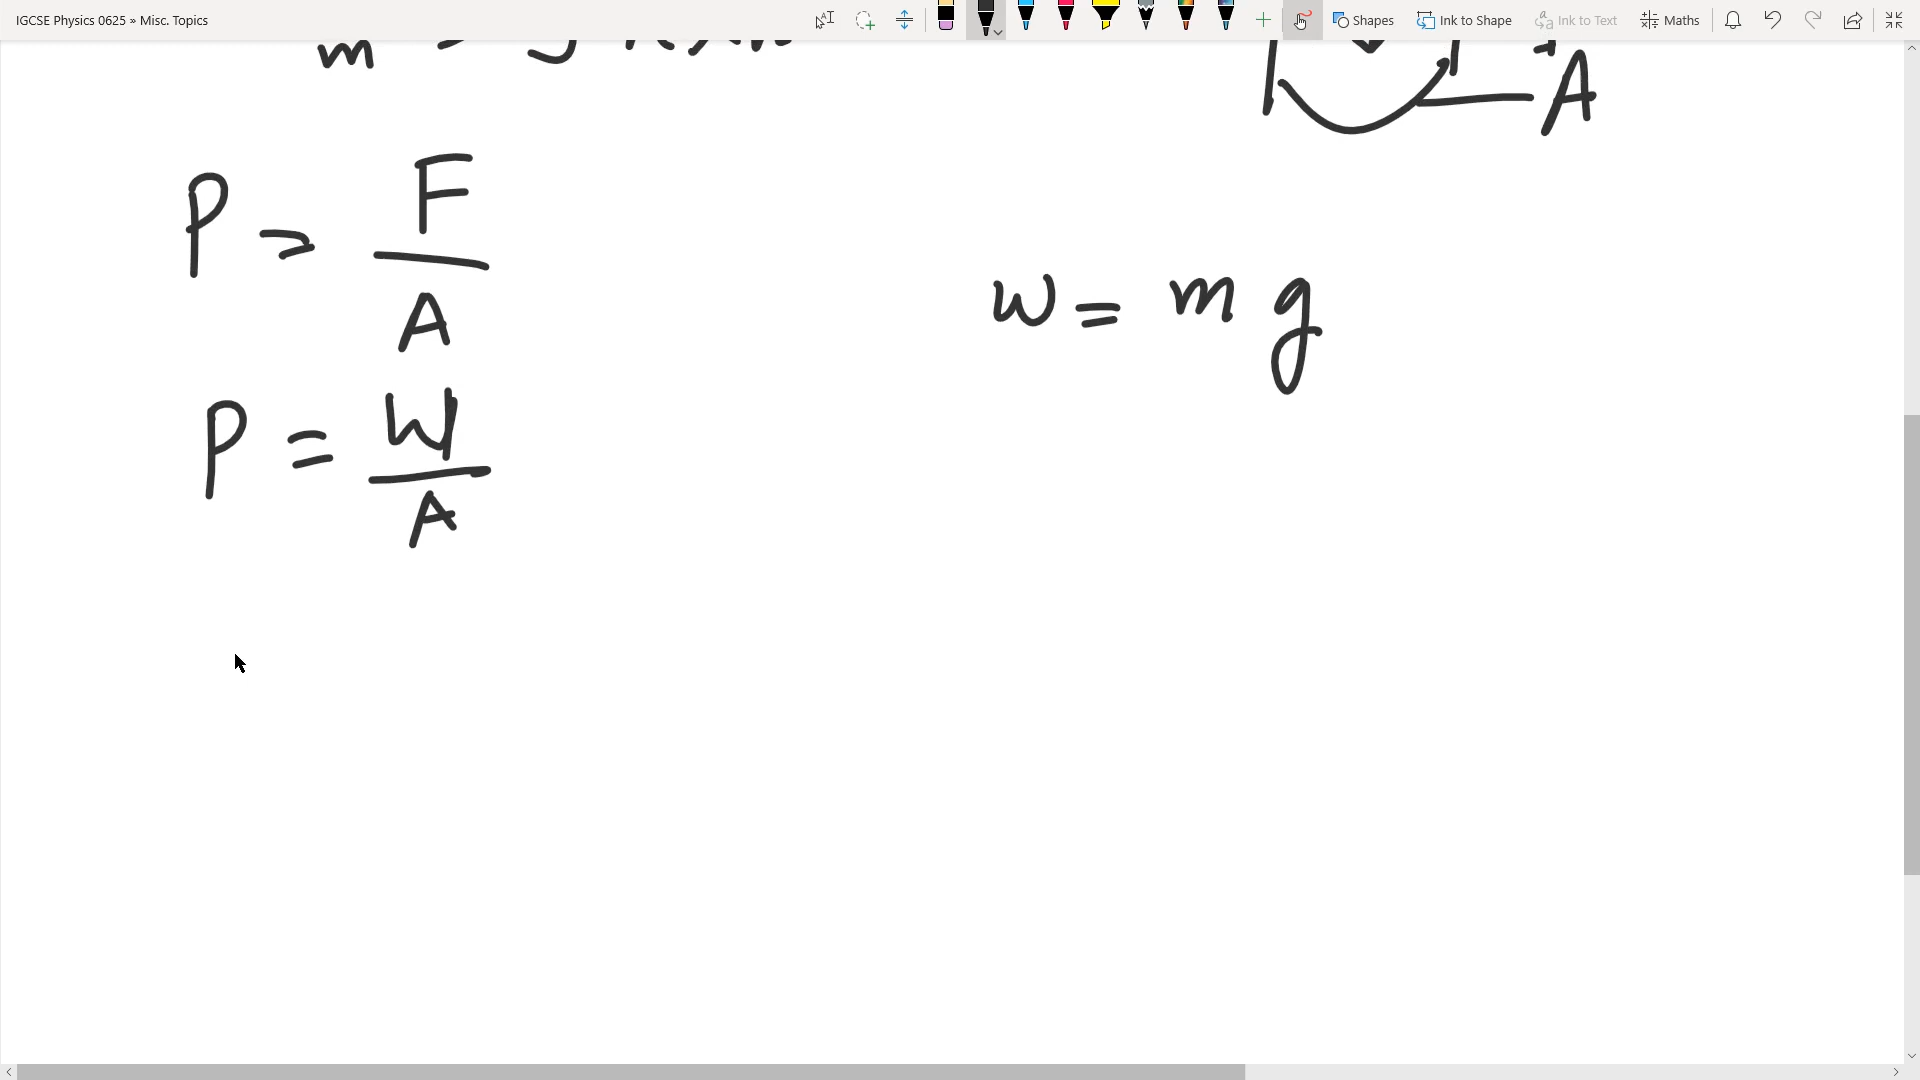 IGCSE Physics 0625 » Misc. Topics
Shapes
Ink to Shape
Ink to Text
Maths
m =
A
P = F / A
W = m g
P = W / A